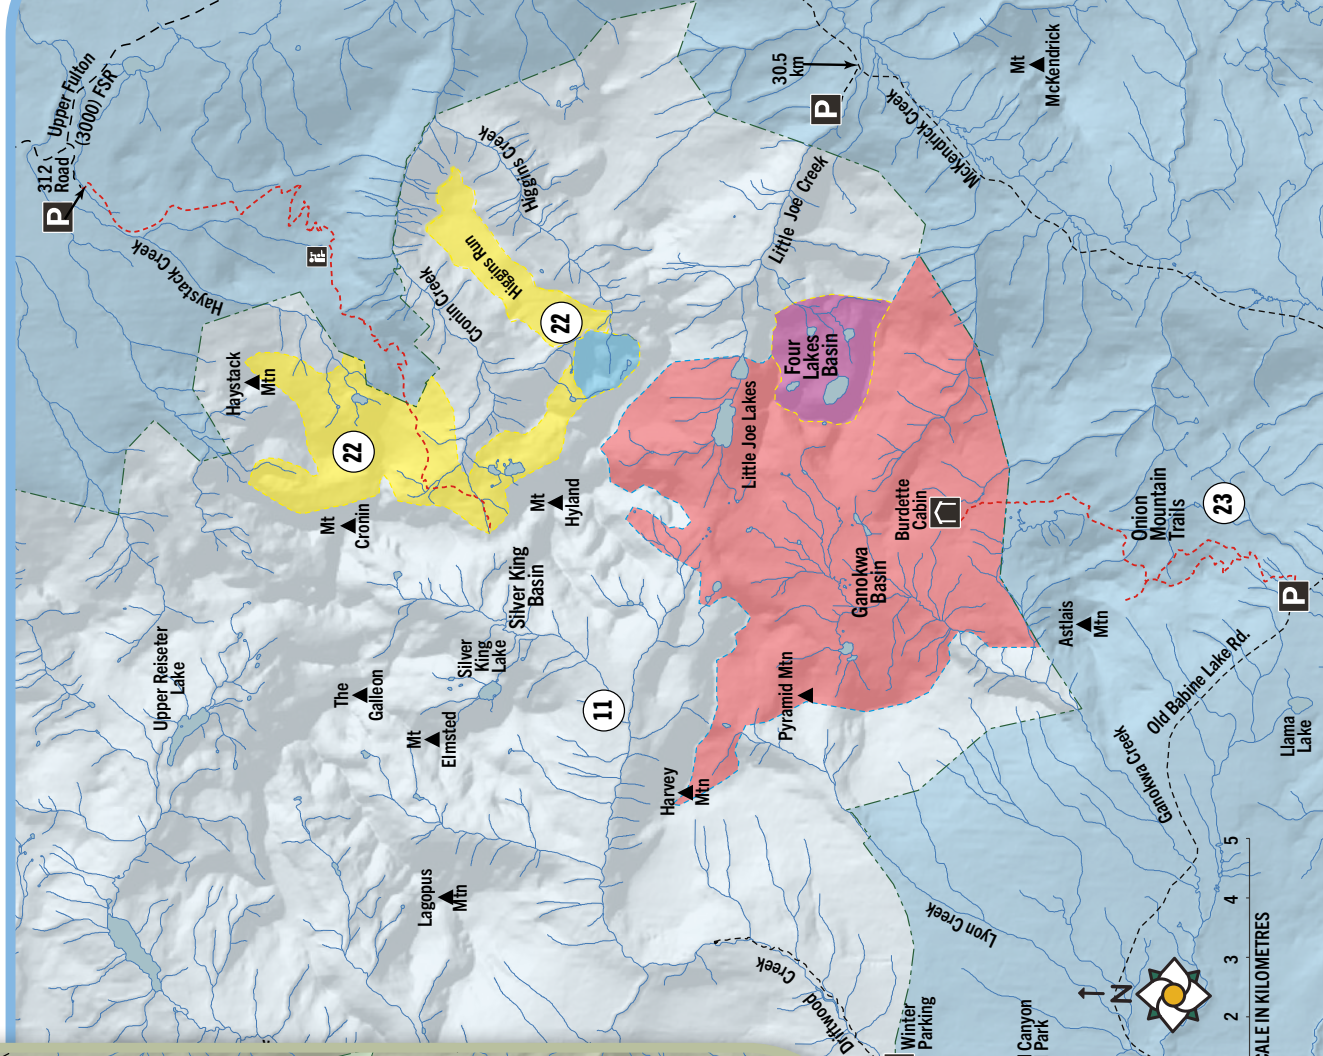 Upper Fulton
(3000) FSR
312
Road
P
Haystack Creek
Higgins Creek
Higgins Creek
Higgins Run
Cronin Creek
22
Haystack
Mtn
22
Mt
Cronin
Mt
Hyland
Silver King
Basin
Silver
King
Lake
Upper Reiseter
Lake
The
Galleon
Mt
Elmsted
Lagopus
Mtn
11
Harvey
Mtn
Pyramid Mtn
Ganokwa
Basin
Burdette
Cabin
Little Joe Lakes
Four
Lakes
Basin
Little Joe Creek
30.5
km
P
McKendrick Creek
McKendrick
Mt
McKendrick
Onion
Mountain
Trails
23
P
Astlais
Mtn
Old Babine Lake Rd.
Ganokwa Creek
Llama
Lake
Lyon Creek
Driftwood
Creek
Winter
Parking
Canyon
Park
N
2 3 4 5
ALE IN KILOMETRES